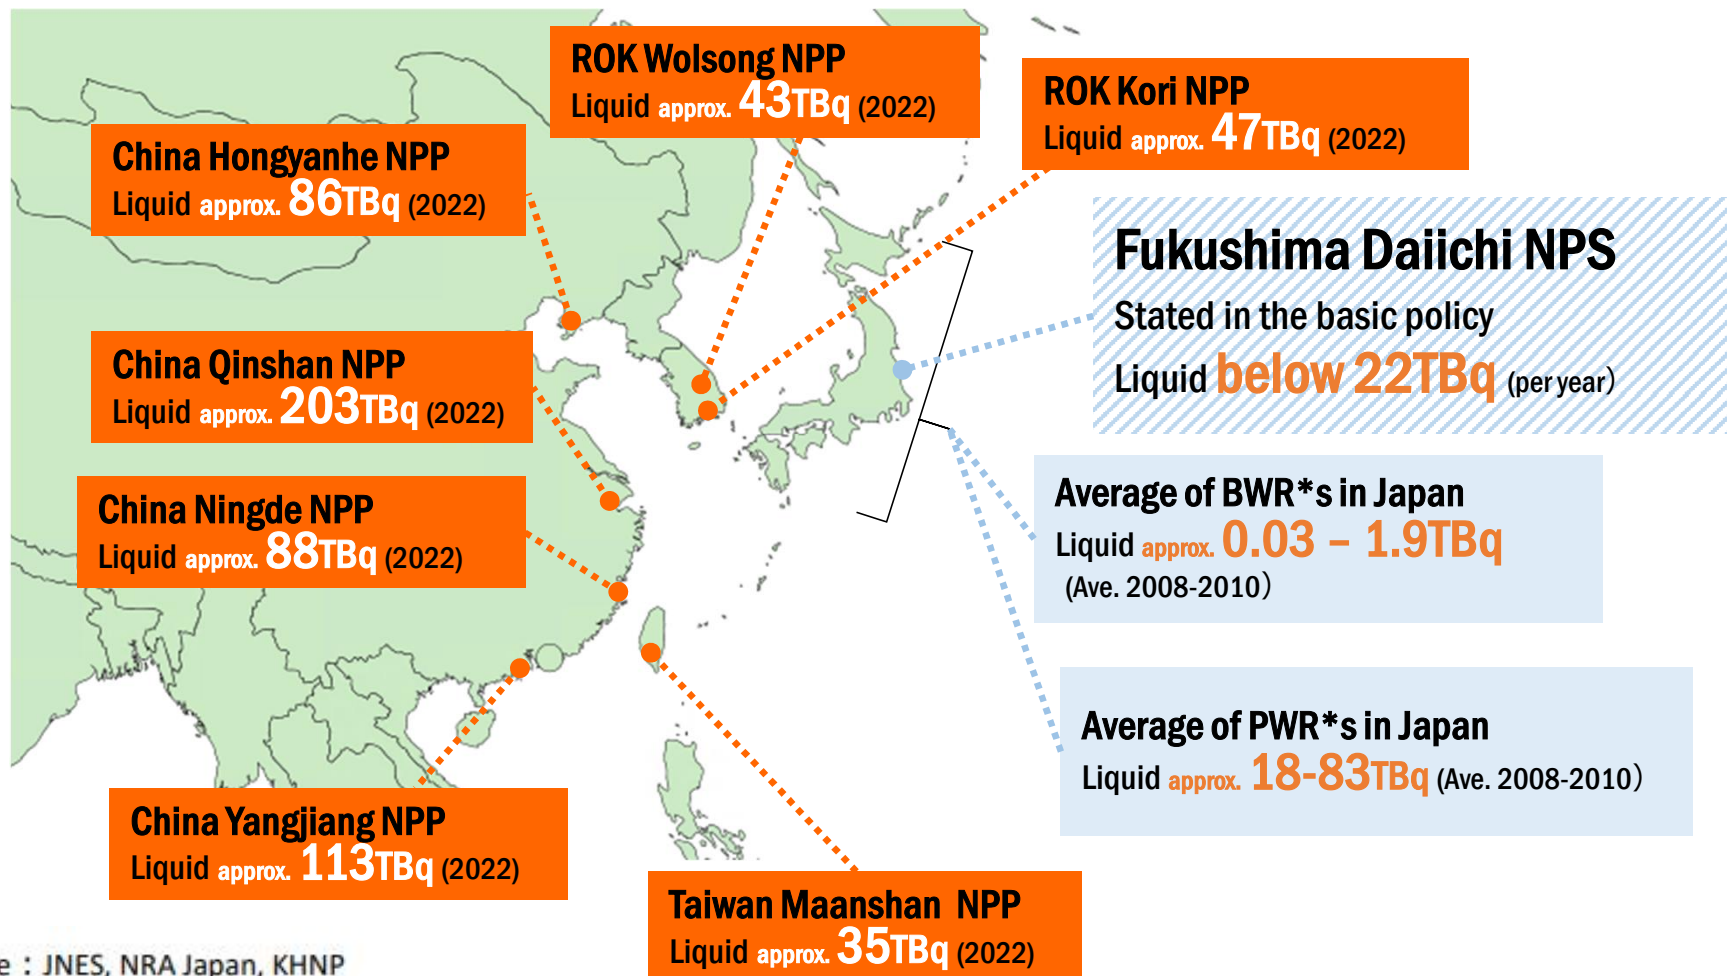 ROK Wolsong NPP
Liquid approx. 43TBq (2022)
ROK Kori NPP
Liquid approx. 47TBq (2022)
China Hongyanhe NPP
Liquid approx. 86TBq (2022)
Fukushima Daiichi NPS
Stated in the basic policy
Liquid below 22TBq (per year）
China Qinshan NPP
Liquid approx. 203TBq (2022)
China Ningde NPP
Liquid approx. 88TBq (2022)
Average of BWR*s in Japan
Liquid approx. 0.03 – 1.9TBq
(Ave. 2008-2010）
Average of PWR*s in Japan
Liquid approx. 18-83TBq (Ave. 2008-2010）
China Yangjiang NPP
Liquid approx. 113TBq (2022)
Taiwan Maanshan NPP
Liquid approx. 35TBq (2022)
e：JNES, NRA Japan, KHNP